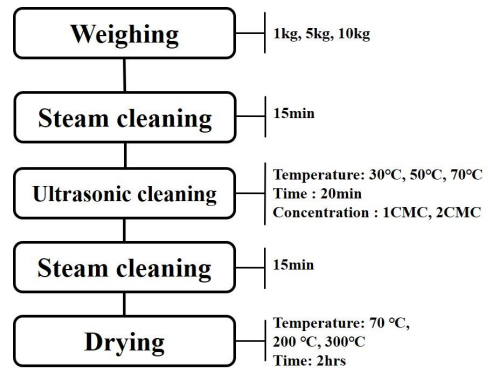 Weighing
1kg, 5kg, 10kg
Steam cleaning
15min
Ultrasonic cleaning
Temperature: 30℃, 50℃, 70℃
Time : 20min
Concentration : 1CMC, 2CMC
Steam cleaning
15min
Drying
Temperature: 70 ℃,
200 ℃, 300℃
Time: 2hrs